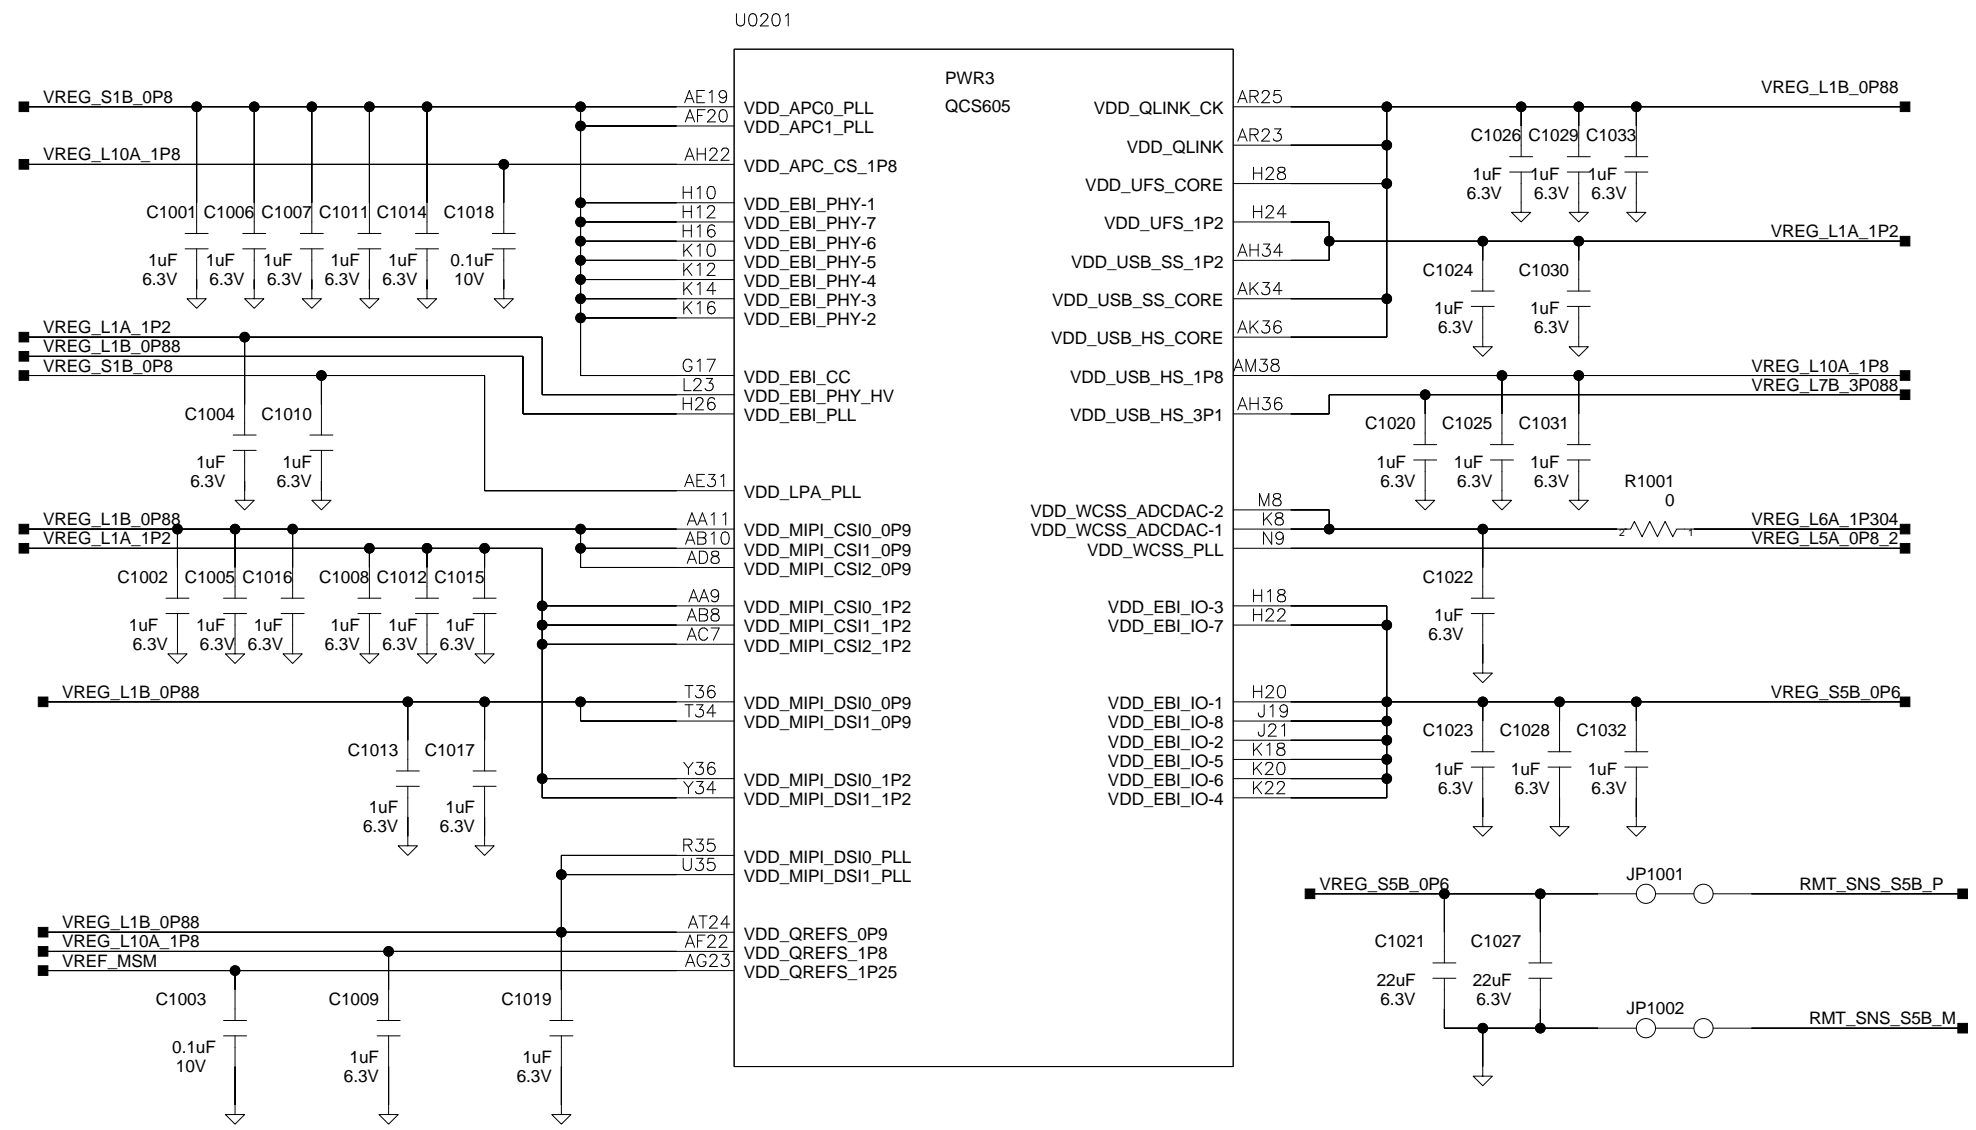 U0201
PWR3
QCS605
VREG_S1B_0P8
AE19
VDD_APC0_PLL
AF20
VDD_APC1_PLL
VREG_L10A_1P8
AH22
VDD_APC_CS_1P8
H10
VDD_EBI_PHY-1
H12
VDD_EBI_PHY-7
H16
VDD_EBI_PHY-6
K10
VDD_EBI_PHY-5
K12
VDD_EBI_PHY-4
K14
VDD_EBI_PHY-3
K16
VDD_EBI_PHY-2
C1001 C1006 C1007 C1011 C1014 C1018
1uF 1uF 1uF 1uF 1uF 0.1uF
6.3V 6.3V 6.3V 6.3V 6.3V 10V
VREG_L1A_1P2
VREG_L1B_0P88
VREG_S1B_0P8
G17
VDD_EBI_CC
L23
VDD_EBI_PHY_HV
H26
VDD_EBI_PLL
C1004 C1010
1uF 1uF
6.3V 6.3V
AE31
VDD_LPA_PLL
VREG_L1B_0P88
VREG_L1A_1P2
AA11
VDD_MIPI_CSI0_0P9
AB10
VDD_MIPI_CSI1_0P9
AD8
VDD_MIPI_CSI2_0P9
C1002 C1005 C1016 C1008 C1012 C1015
1uF 1uF 1uF 1uF 1uF 1uF
6.3V 6.3V 6.3V 6.3V 6.3V 6.3V
AA9
VDD_MIPI_CSI0_1P2
AB8
VDD_MIPI_CSI1_1P2
AC7
VDD_MIPI_CSI2_1P2
VREG_L1B_0P88
T36
VDD_MIPI_DSI0_0P9
T34
VDD_MIPI_DSI1_0P9
C1013 C1017
1uF 1uF
6.3V 6.3V
Y36
VDD_MIPI_DSI0_1P2
Y34
VDD_MIPI_DSI1_1P2
R35
VDD_MIPI_DSI0_PLL
U35
VDD_MIPI_DSI1_PLL
VREG_L1B_0P88
AT24
VDD_QREFS_0P9
VREG_L10A_1P8
AF22
VDD_QREFS_1P8
VREF_MSM
AG23
VDD_QREFS_1P25
C1003 C1009 C1019
0.1uF 1uF 1uF
10V 6.3V 6.3V
VDD_QLINK_CK
AR25
VREG_L1B_0P88
VDD_QLINK
AR23
VDD_UFS_CORE
H28
C1026 C1029 C1033
1uF 1uF 1uF
6.3V 6.3V 6.3V
VDD_UFS_1P2
H24
VREG_L1A_1P2
VDD_USB_SS_1P2
AH34
VDD_USB_SS_CORE
AK34
VDD_USB_HS_CORE
AK36
C1024 C1030
1uF 1uF
6.3V 6.3V
VDD_USB_HS_1P8
AM38
VREG_L10A_1P8
VREG_L7B_3P088
VDD_USB_HS_3P1
AH36
C1020 C1025 C1031
1uF 1uF 1uF
6.3V 6.3V 6.3V
R1001
0
VDD_WCSS_ADCDAC-2
M8
VDD_WCSS_ADCDAC-1
K8
2 1
VREG_L6A_1P304
VDD_WCSS_PLL
N9
VREG_L5A_0P8_2
C1022
1uF
6.3V
VDD_EBI_IO-3
H18
VDD_EBI_IO-7
H22
VDD_EBI_IO-1
H20
VREG_S5B_0P6
VDD_EBI_IO-8
J19
VDD_EBI_IO-2
J21
VDD_EBI_IO-5
K18
VDD_EBI_IO-6
K20
VDD_EBI_IO-4
K22
C1023 C1028 C1032
1uF 1uF 1uF
6.3V 6.3V 6.3V
VREG_S5B_0P6
JP1001
RMT_SNS_S5B_P
C1021 C1027
22uF 22uF
6.3V 6.3V
JP1002
RMT_SNS_S5B_M